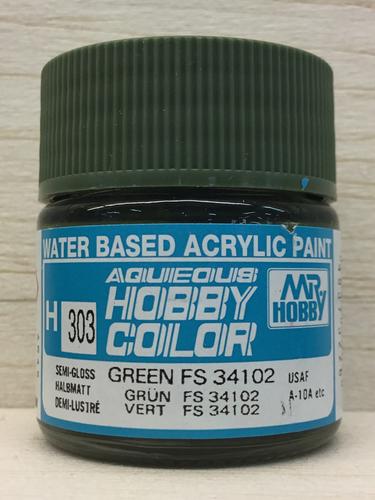 WATER BASED ACRYLIC PAINT
AQUEOUS
HOBBY
COLOR
MR
HOBBY
H 303
SEMI-GLOSS
HALBMATT
DEMI-LUSTRÉ
GREEN FS 34102
GRÜN FS 34102
VERT FS 34102
USAF
A-10A etc